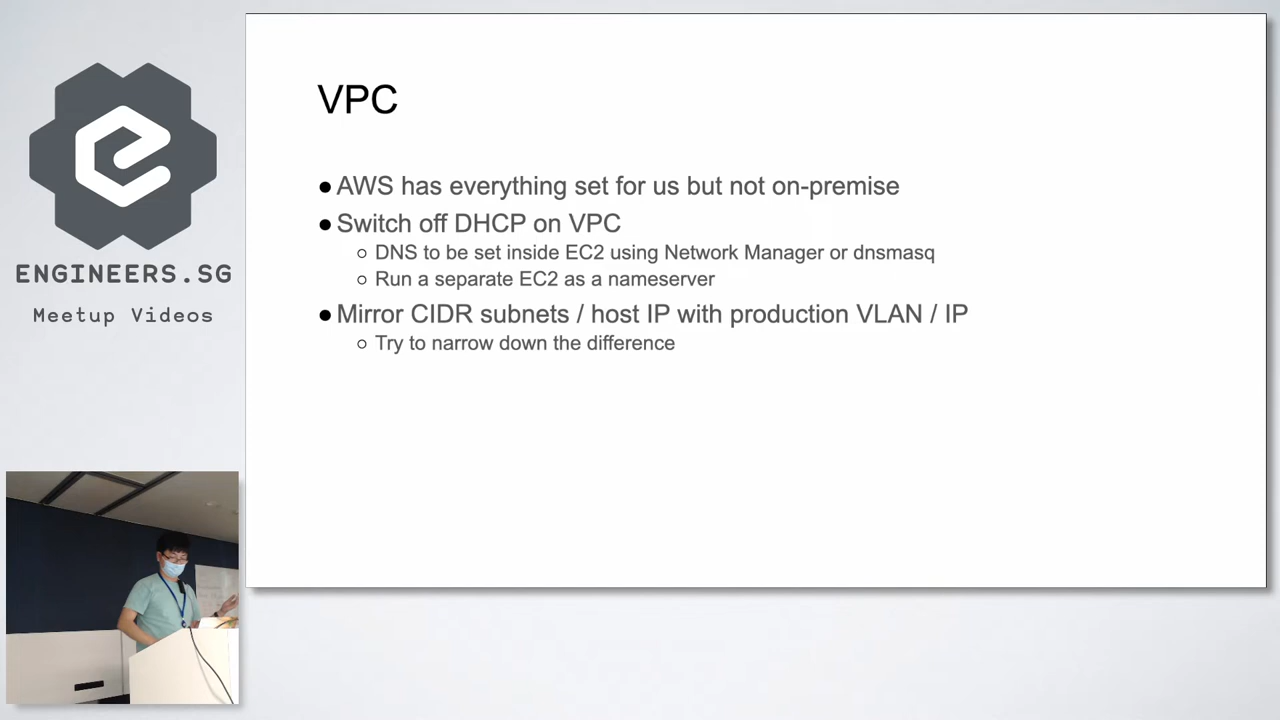 ENGINEERS.SG
Meetup Videos
VPC
● AWS has everything set for us but not on-premise
● Switch off DHCP on VPC
○ DNS to be set inside EC2 using Network Manager or dnsmasq
○ Run a separate EC2 as a nameserver
● Mirror CIDR subnets / host IP with production VLAN / IP
○ Try to narrow down the difference